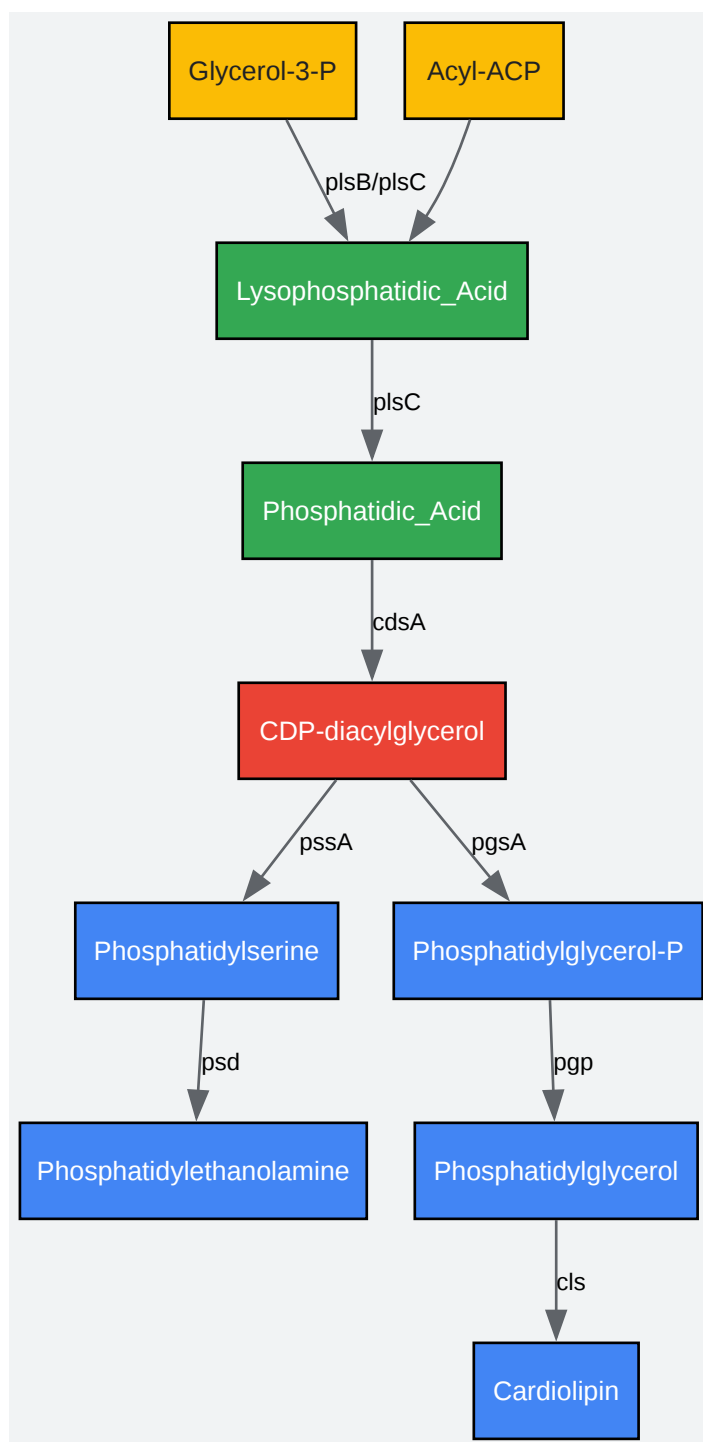 Glycerol-3-P
Acyl-ACP
plsB/plsC
Lysophosphatidic_Acid
plsC
Phosphatidic_Acid
cdsA
CDP-diacylglycerol
pssA
pgsA
Phosphatidylserine
Phosphatidylglycerol-P
psd
pgp
Phosphatidylethanolamine
Phosphatidylglycerol
cls
Cardiolipin